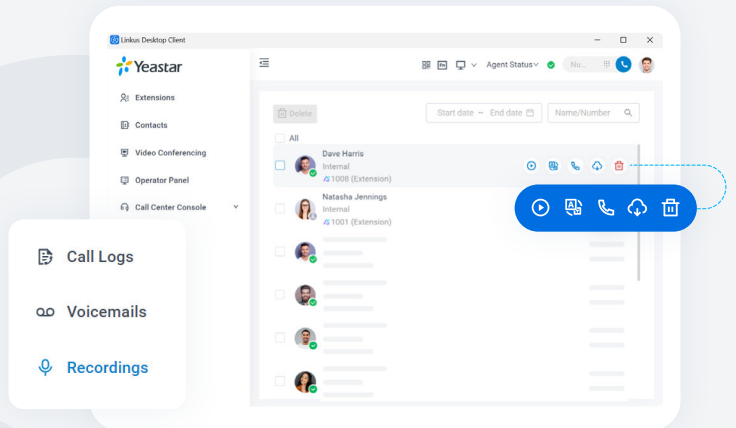 Linkus Desktop Client
Yeastar
Fn
Agent Status
Nu...
Extensions
Contacts
Video Conferencing
Operator Panel
Call Center Console
Call Logs
Voicemails
Recordings
Delete
Start date ~ End date
Name/Number
All
Dave Harris
Internal
1008 (Extension)
Natasha Jennings
Internal
1001 (Extension)
A